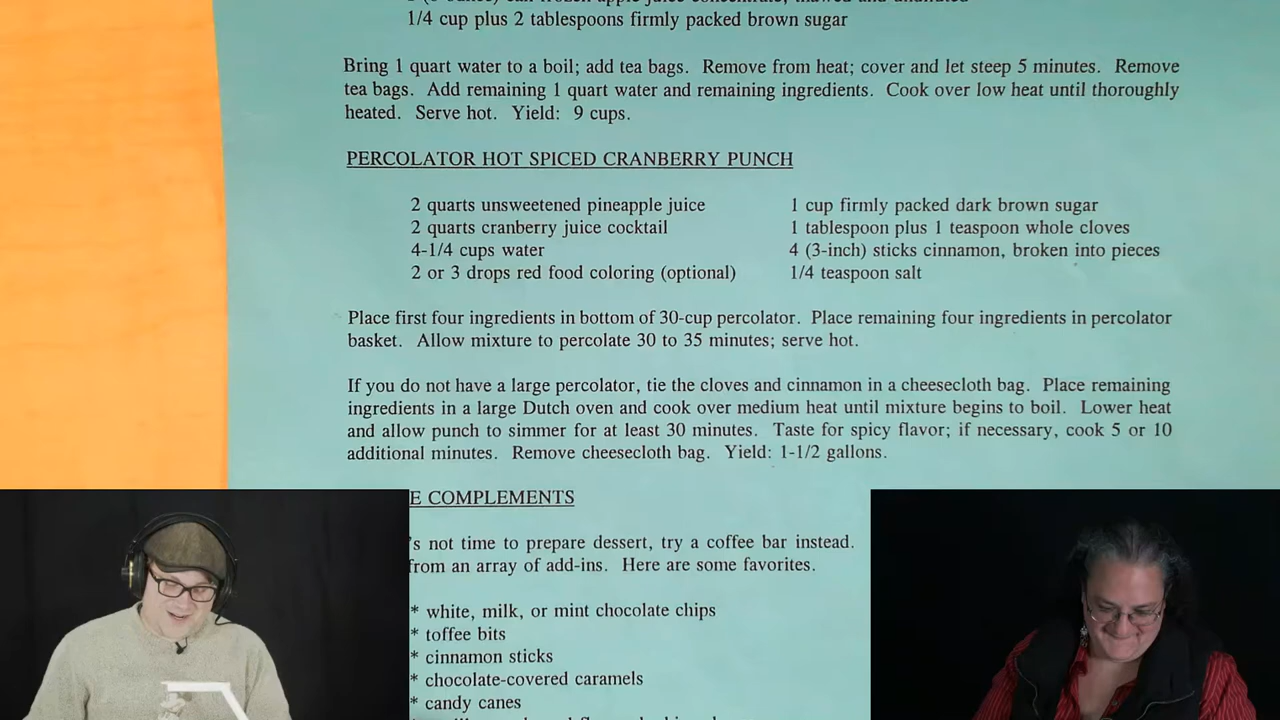 1/4 cup plus 2 tablespoons firmly packed brown sugar
Bring 1 quart water to a boil; add tea bags. Remove from heat; cover and let steep 5 minutes. Remove
tea bags. Add remaining 1 quart water and remaining ingredients. Cook over low heat until thoroughly
heated. Serve hot. Yield: 9 cups.
PERCOLATOR HOT SPICED CRANBERRY PUNCH
2 quarts unsweetened pineapple juice
2 quarts cranberry juice cocktail
4-1/4 cups water
2 or 3 drops red food coloring (optional)
1 cup firmly packed dark brown sugar
1 tablespoon plus 1 teaspoon whole cloves
4 (3-inch) sticks cinnamon, broken into pieces
1/4 teaspoon salt
Place first four ingredients in bottom of 30-cup percolator. Place remaining four ingredients in percolator
basket. Allow mixture to percolate 30 to 35 minutes; serve hot.
If you do not have a large percolator, tie the cloves and cinnamon in a cheesecloth bag. Place remaining
ingredients in a large Dutch oven and cook over medium heat until mixture begins to boil. Lower heat
and allow punch to simmer for at least 30 minutes. Taste for spicy flavor; if necessary, cook 5 or 10
additional minutes. Remove cheesecloth bag. Yield: 1-1/2 gallons.
E COMPLEMENTS
's not time to prepare dessert, try a coffee bar instead.
from an array of add-ins. Here are some favorites.
* white, milk, or mint chocolate chips
* toffee bits
* cinnamon sticks
* chocolate-covered caramels
* candy canes